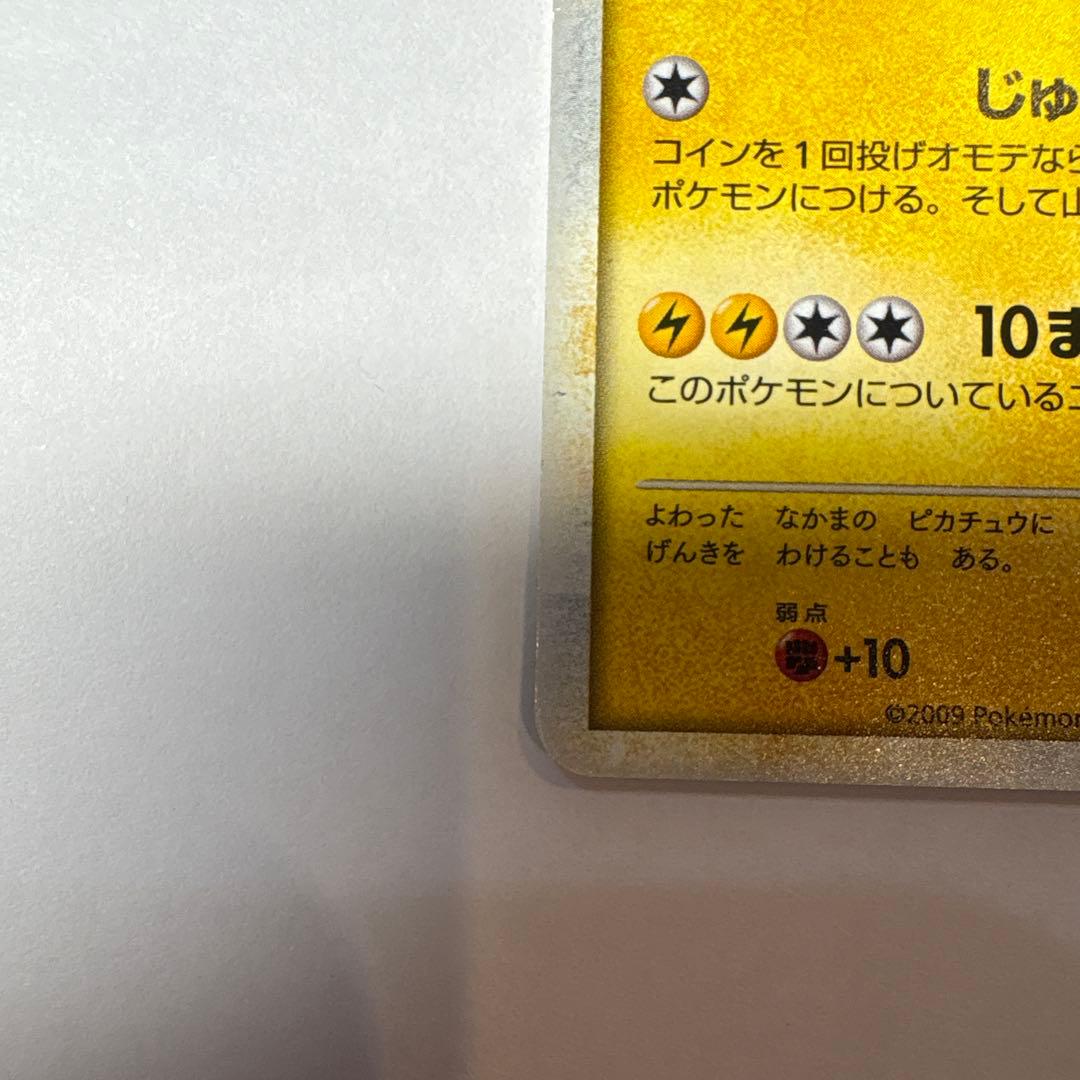 じゅ
コインを1回投げオモテなら
ポケモンにつける。そして山
10ま
このポケモンについているエ
よわった なかまの ピカチュウに
げんきを わけることも ある。
弱点
+10
©2009 Pokémon